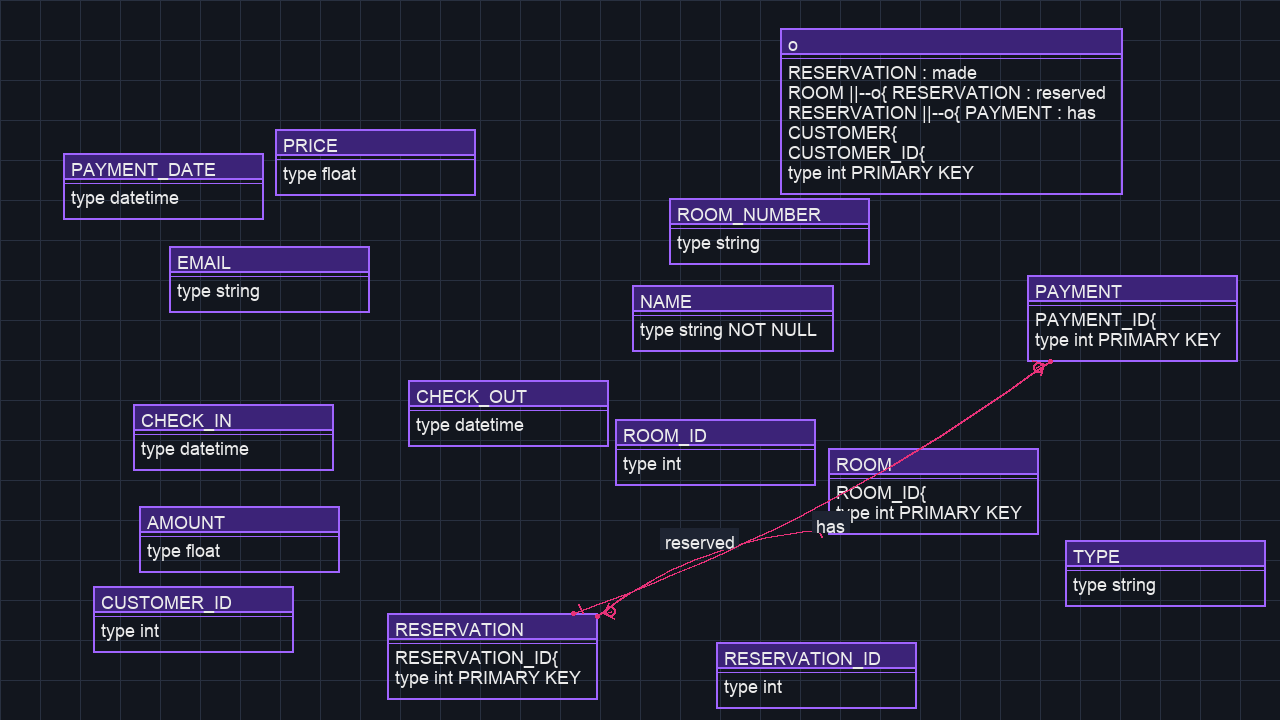 o
RESERVATION : made
ROOM ||--o{ RESERVATION : reserved
RESERVATION ||--o{ PAYMENT : has
CUSTOMER{
CUSTOMER_ID{
type int PRIMARY KEY
PRICE
type float
PAYMENT_DATE
type datetime
ROOM_NUMBER
type string
EMAIL
type string
NAME
type string NOT NULL
PAYMENT
PAYMENT_ID{
type int PRIMARY KEY
CHECK_OUT
type datetime
CHECK_IN
type datetime
ROOM_ID
type int
ROOM
ROOM_ID{
type int PRIMARY KEY
has
reserved
AMOUNT
type float
TYPE
type string
CUSTOMER_ID
type int
RESERVATION
RESERVATION_ID{
type int PRIMARY KEY
RESERVATION_ID
type int